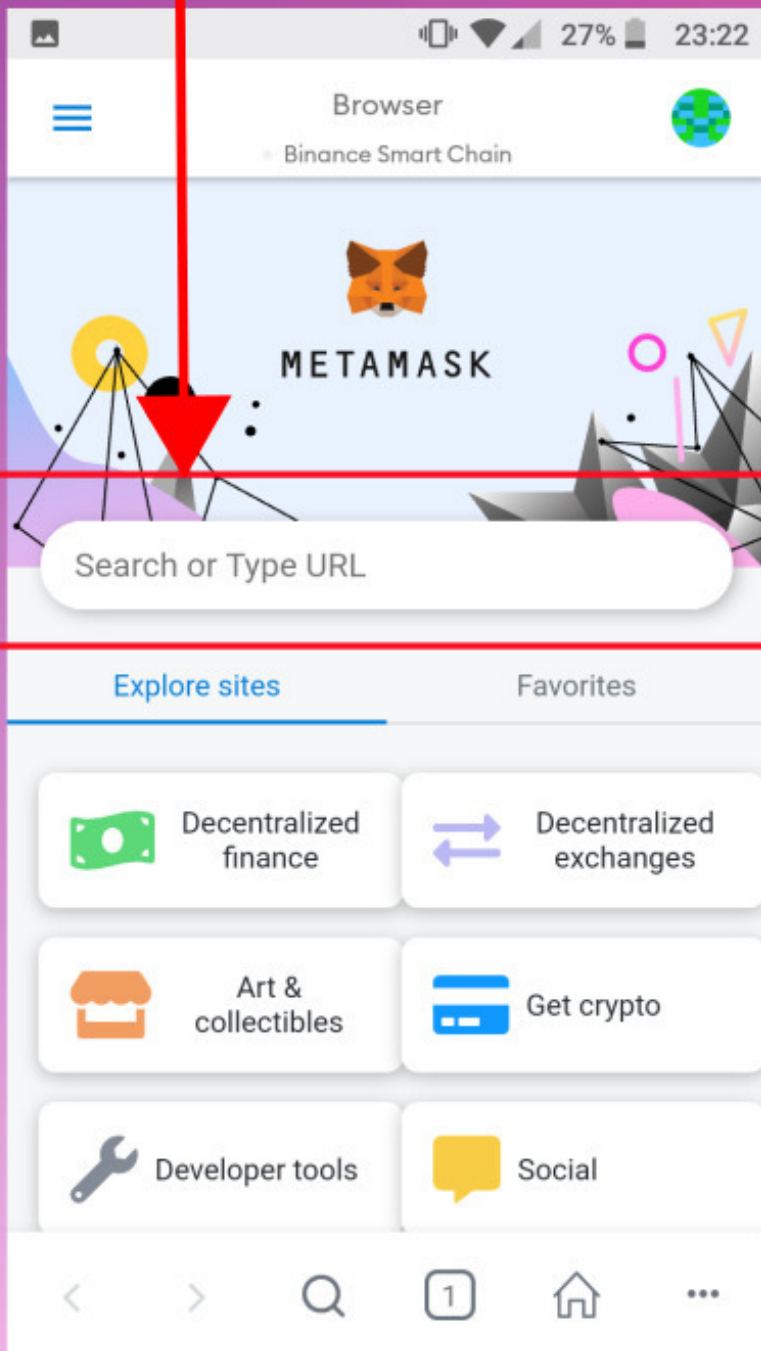 27% 23:22
Browser
Binance Smart Chain
METAMASK
Search or Type URL
Explore sites Favorites
Decentralized
finance
Decentralized
exchanges
Art &
collectibles
Get crypto
Developer tools
Social
1